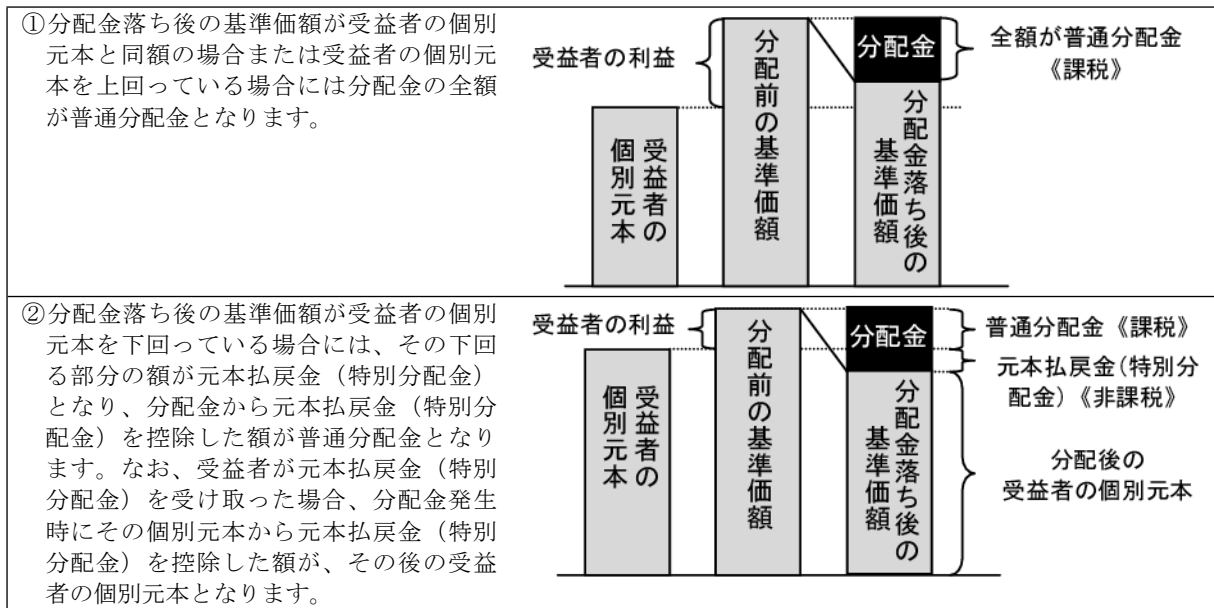 ①分配金落ち後の基準価額が受益者の個別
元本と同額の場合または受益者の個別元
本を上回っている場合には分配金の全額
が普通分配金となります。
受益者の利益
受益者の
個別元本
分配前の基準価額
分配金
分配金落ち後の
基準価額
全額が普通分配金
《課税》
②分配金落ち後の基準価額が受益者の個別
元本を下回っている場合には、その下回
る部分の額が元本払戻金（特別分配金）
となり、分配金から元本払戻金（特別分
配金）を控除した額が普通分配金となり
ます。なお、受益者が元本払戻金（特別
分配金）を受け取った場合、分配金発生
時にその個別元本から元本払戻金（特別
分配金）を控除した額が、その後の受益
者の個別元本となります。
受益者の利益
受益者の
個別元本
分配前の基準価額
分配金
分配金落ち後の
基準価額
普通分配金《課税》
元本払戻金（特別分
配金）《非課税》
分配後の
受益者の個別元本